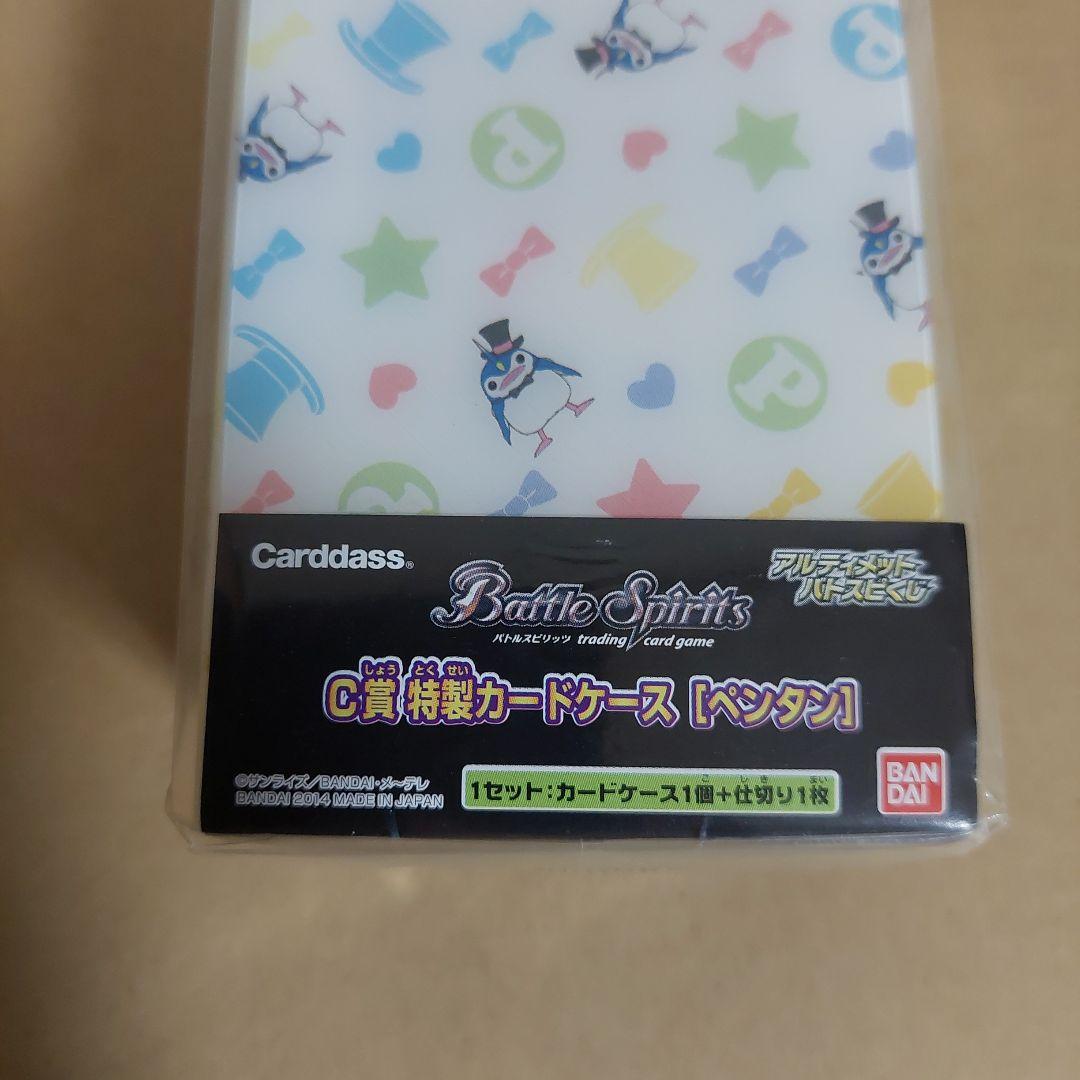 P
P
P
Carddass®
アルティメット
バトスピくじ
Battle Spirits
バトルスピリッツ trading card game
しょう とくせい
C賞 特製カードケース [ペンタン]
©サンライズ/BANDAI・メ~テレ
BANDAI 2014 MADE IN JAPAN
こ しき まい
1セット:カードケース1個+仕切り1枚
BAN
DAI